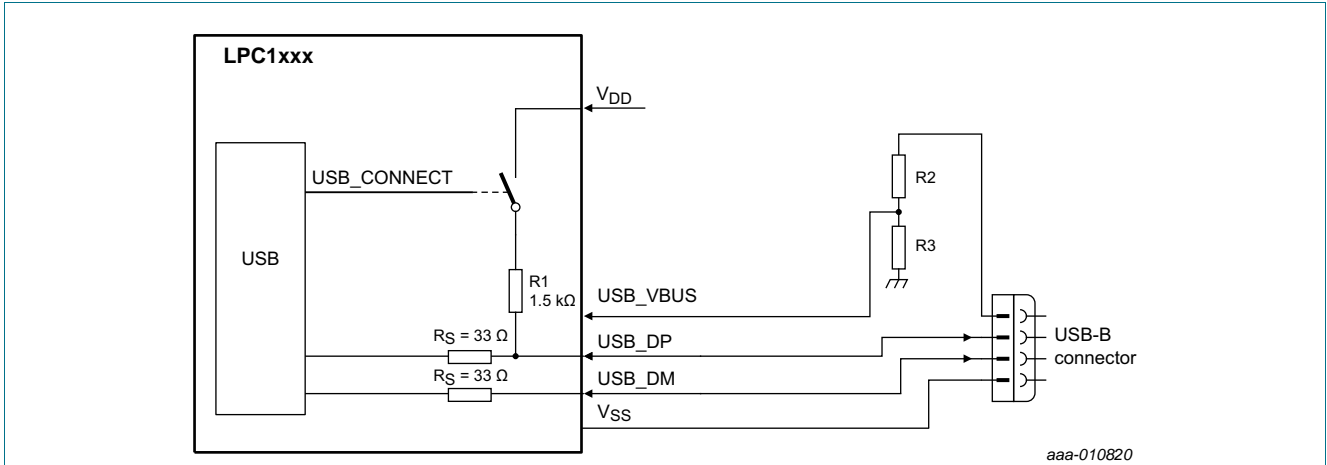 LPC1xxx
VDD
USB_CONNECT
R2
USB
R3
R1
1.5 kΩ
USB_VBUS
RS = 33 Ω
USB_DP
USB-B
connector
RS = 33 Ω
USB_DM
VSS
aaa-010820